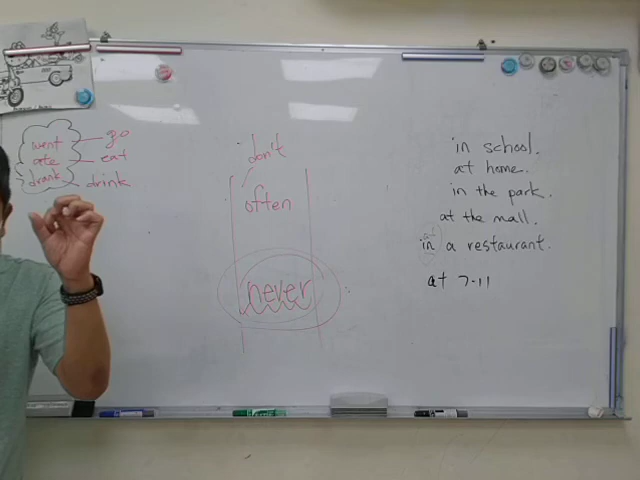 went go
ate eat
drank drink
don't
often
never
in school.
at home.
in the park.
at the mall.
in a restaurant.
at 7-11